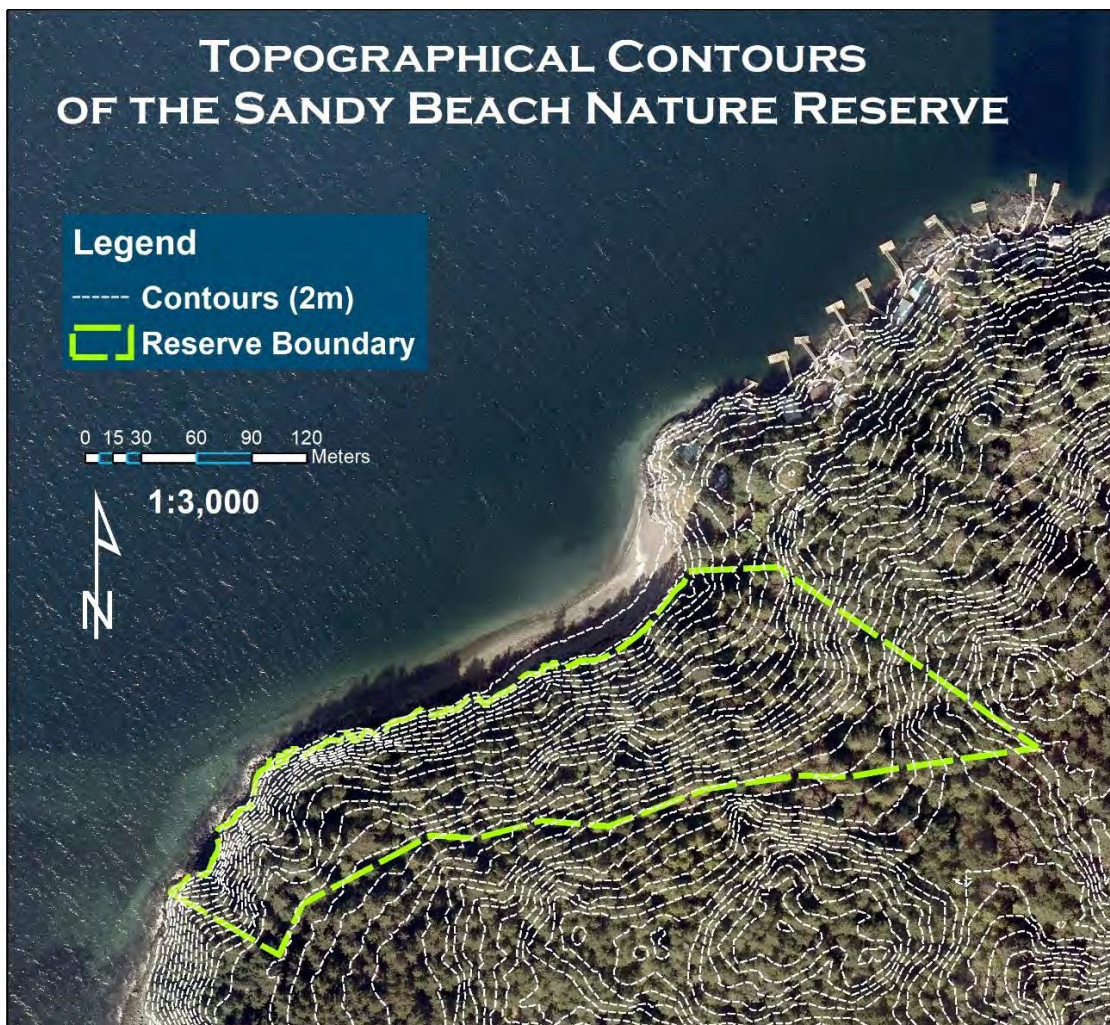 TOPOGRAPHICAL CONTOURS
OF THE SANDY BEACH NATURE RESERVE
Legend
Contours (2m)
Reserve Boundary
0 15 30 60 90 120
Meters
1:3,000
N